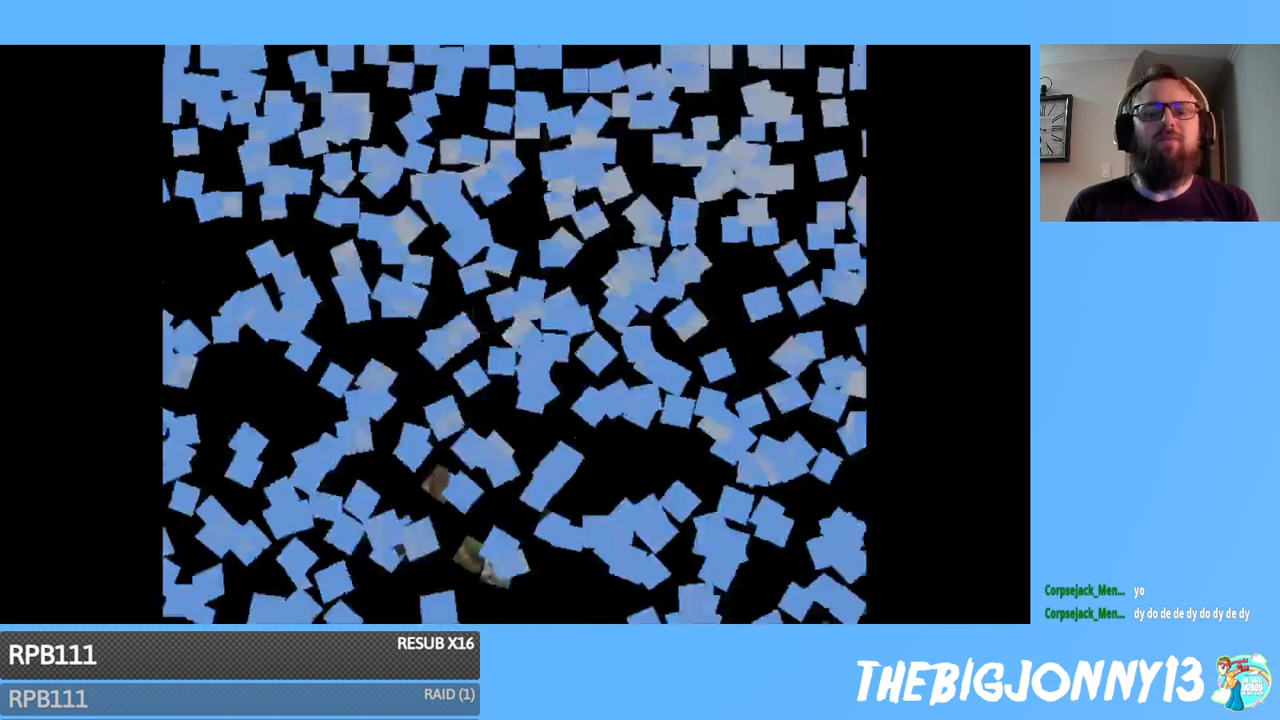 Corpsejack_Men... yo
Corpsejack_Men... dy do de de dy do dy de dy
RPB111 RESUB X16
RPB111 RAID (1)
THEBIGJONNY13